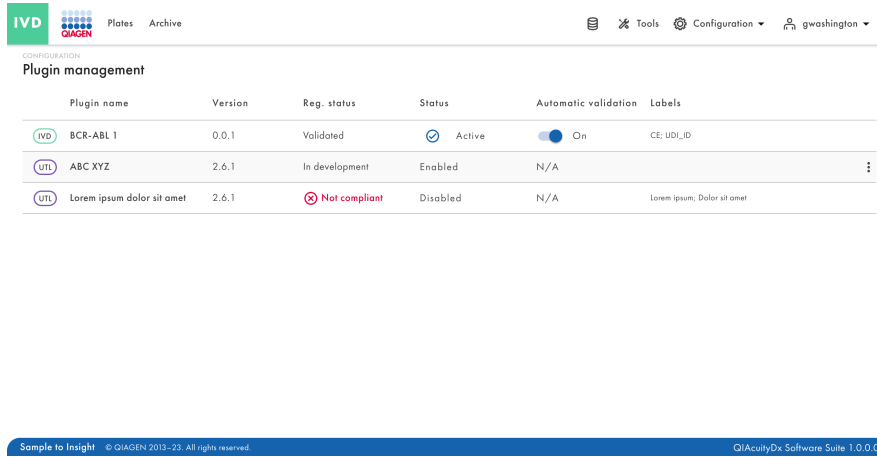 IVD QIAGEN Plates Archive Tools Configuration gwashington
CONFIGURATION
Plugin management
Plugin name Version Reg. status Status Automatic validation Labels
IVD BCR-ABL 1 0.0.1 Validated Active On CE; UDI_ID
UTL ABC XYZ 2.6.1 In development Enabled N/A
UTL Lorem ipsum dolor sit amet 2.6.1 Not compliant Disabled N/A Lorem ipsum; Dolor sit amet
Sample to Insight © QIAGEN 2013–23. All rights reserved. QIAcuityDx Software Suite 1.0.0.0